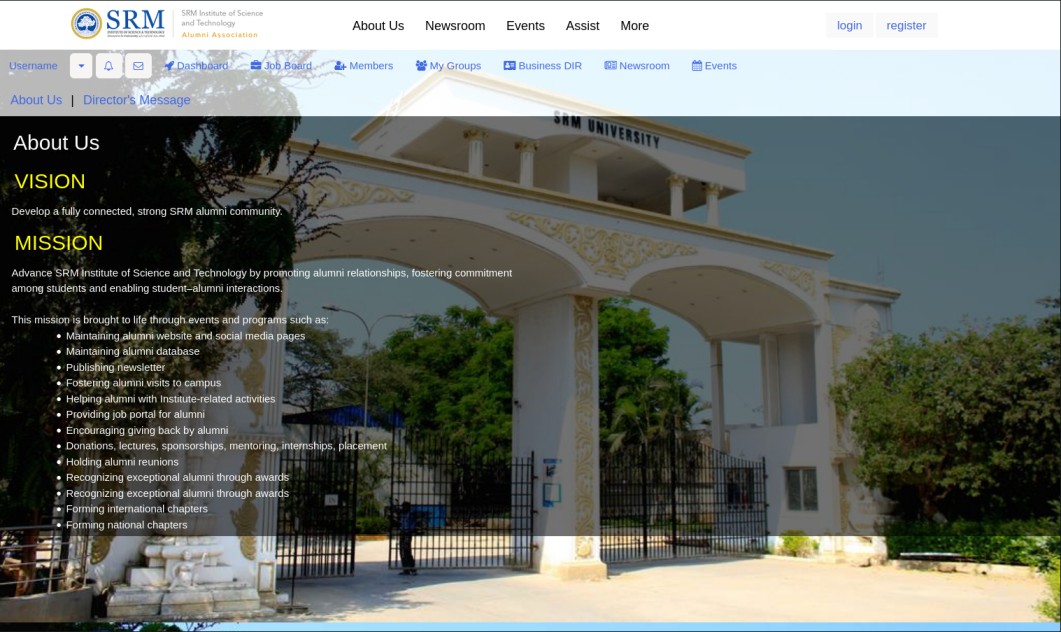 SRM
SRM Institute of Science
and Technology
Alumni Association
About Us Newsroom Events Assist More
login register
Username Dashboard Job Board Members My Groups Business DIR Newsroom Events
About Us | Director's Message
SRM UNIVERSITY
About Us
VISION
Develop a fully connected, strong SRM alumni community.
MISSION
Advance SRM Institute of Science and Technology by promoting alumni relationships, fostering commitment
among students and enabling student–alumni interactions.
This mission is brought to life through events and programs such as:
• Maintaining alumni website and social media pages
• Maintaining alumni database
• Publishing newsletter
• Fostering alumni visits to campus
• Helping alumni with Institute-related activities
• Providing job portal for alumni
• Encouraging giving back by alumni
• Donations, lectures, sponsorships, mentoring, internships, placement
• Holding alumni reunions
• Recognizing exceptional alumni through awards
• Recognizing exceptional alumni through awards
• Forming international chapters
• Forming national chapters